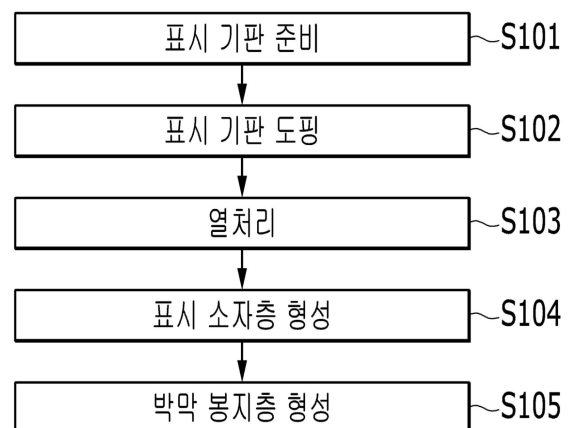 표시 기판 준비 S101
표시 기판 도핑 S102
열처리 S103
표시 소자층 형성 S104
박막 봉지층 형성 S105